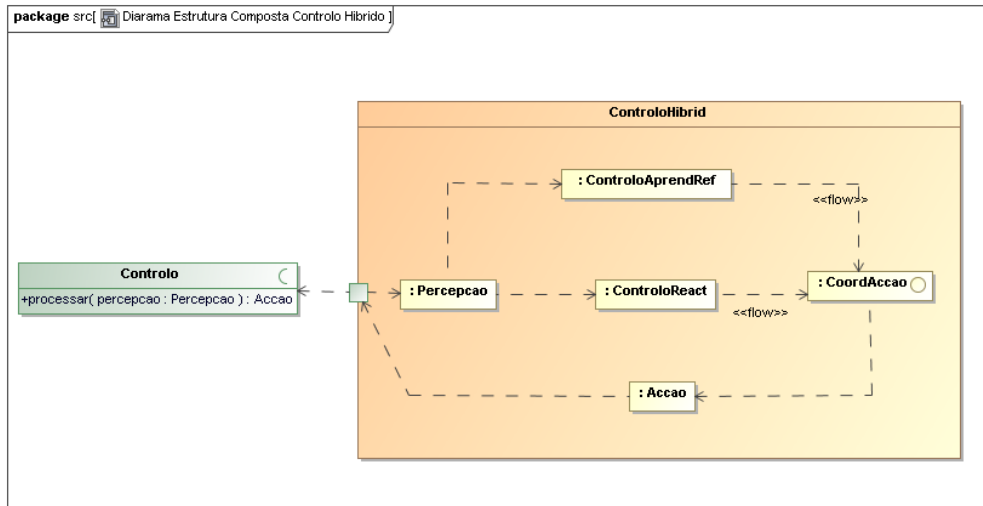 package src[ Diarama Estrutura Composta Controlo Hibrido ]
ControloHibrid
: ControloAprendRef
<<flow>>
Controlo
+processar( percepcao : Percepcao ) : Accao
: Percepcao
: ControloReact
<<flow>>
: CoordAccao
: Accao